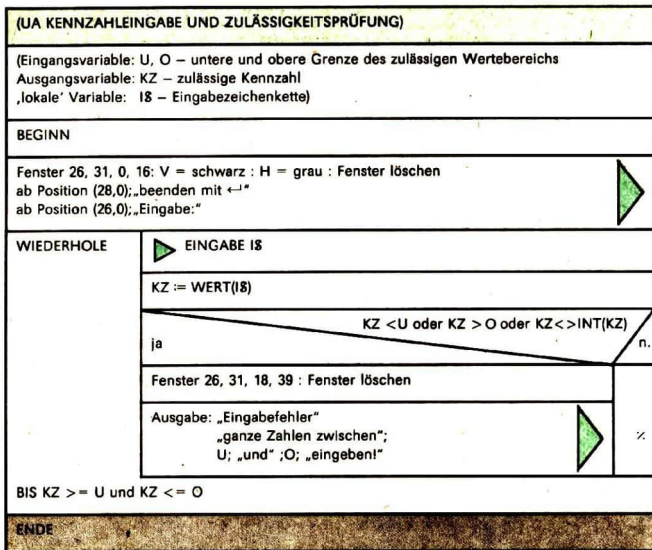 (UA KENNZAHLEINGABE UND ZULÄSSIGKEITSPRÜFUNG)
(Eingangsvariable: U, O – untere und obere Grenze des zulässigen Wertebereichs
Ausgangsvariable: KZ – zulässige Kennzahl
‚lokale‘ Variable: I$ – Eingabezeichenkette)
BEGINN
Fenster 26, 31, 0, 16: V = schwarz : H = grau : Fenster löschen
ab Position (28,0);„beenden mit ↵“
ab Position (26,0);„Eingabe:“
WIEDERHOLE
EINGABE I$
KZ := WERT(I$)
KZ <U oder KZ >O oder KZ<>INT(KZ)
ja
n.
Fenster 26, 31, 18, 39 : Fenster löschen
Ausgabe: „Eingabefehler“
„ganze Zahlen zwischen“;
U; „und“ ;O; „eingeben!“
٪
BIS KZ >= U und KZ <= O
ENDE